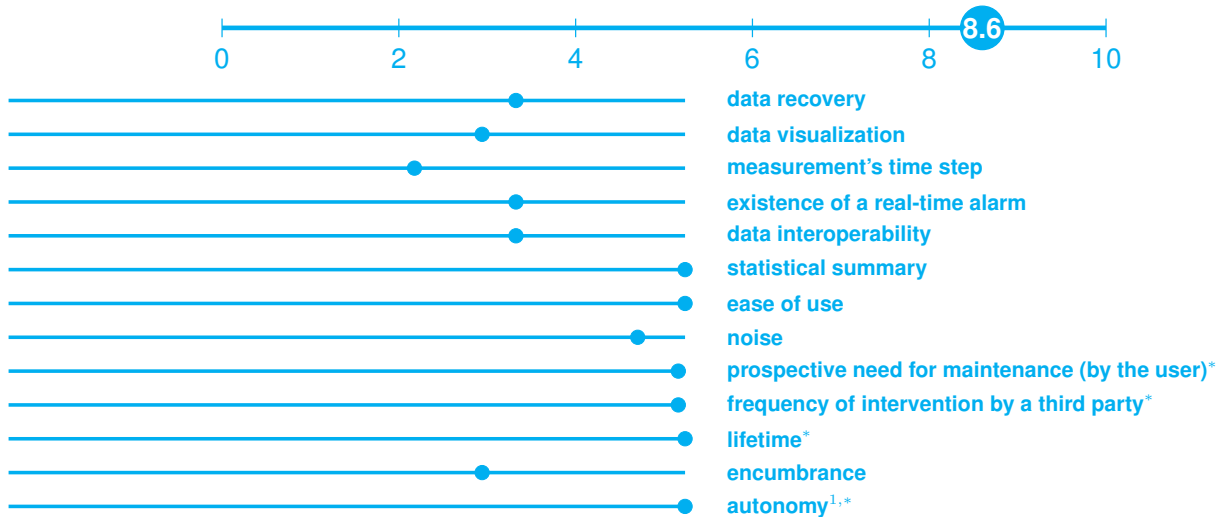 8.6
0 2 4 6 8 10
data recovery
data visualization
measurement's time step
existence of a real-time alarm
data interoperability
statistical summary
ease of use
noise
prospective need for maintenance (by the user)*
frequency of intervention by a third party*
lifetime*
encumbrance
autonomy1,*